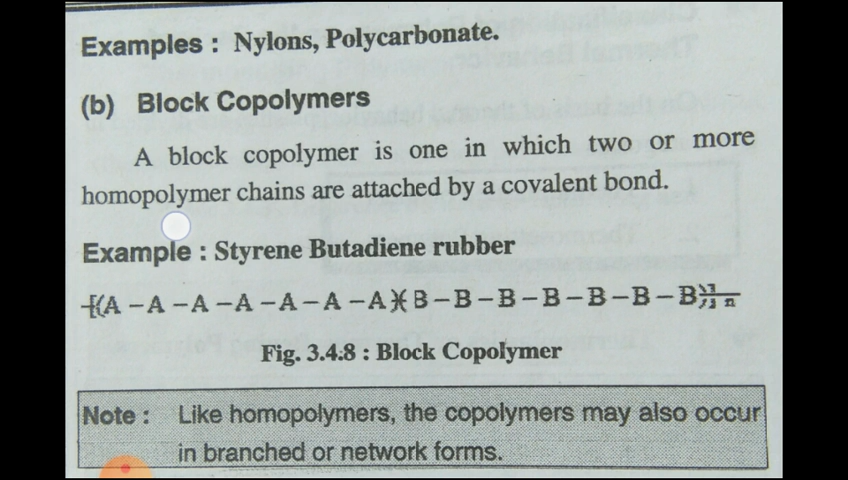 Examples : Nylons, Polycarbonate.
(b) Block Copolymers
A block copolymer is one in which two or more
homopolymer chains are attached by a covalent bond.
Example : Styrene Butadiene rubber
-[(A – A – A – A – A – A – A)( B – B – B – B – B – B – B)]- n
Fig. 3.4.8 : Block Copolymer
Note : Like homopolymers, the copolymers may also occur
in branched or network forms.